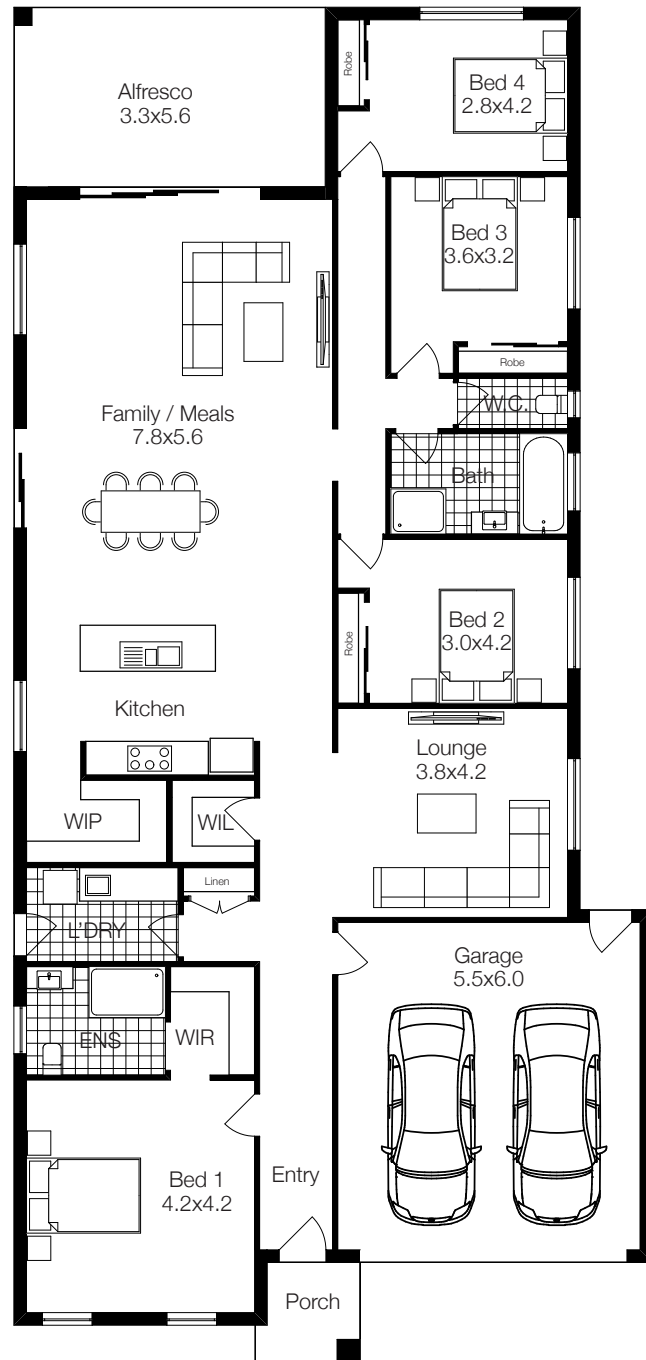 Alfresco
3.3x5.6
Robe
Bed 4
2.8x4.2
Bed 3
3.6x3.2
Robe
Family / Meals
7.8x5.6
W.C.
Bath
Robe
Bed 2
3.0x4.2
Kitchen
Lounge
3.8x4.2
WIP
WIL
Linen
L'DRY
Garage
5.5x6.0
ENS
WIR
Bed 1
4.2x4.2
Entry
Porch